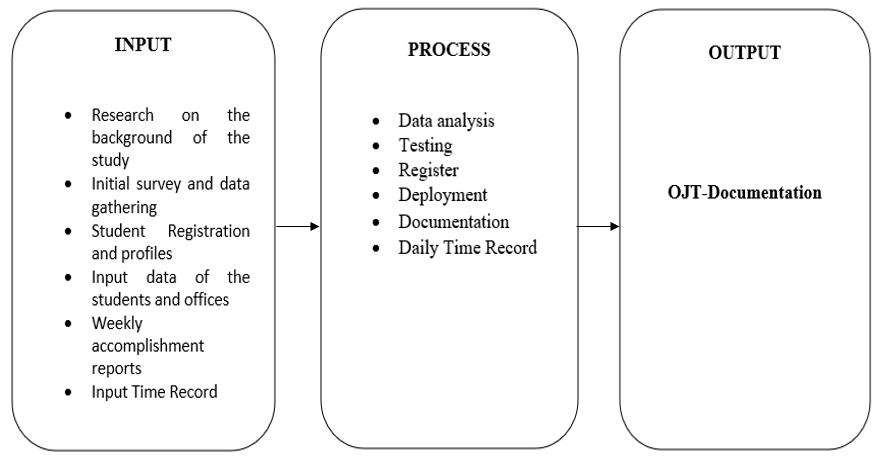 INPUT
• Research on the
background of the
study
• Initial survey and data
gathering
• Student Registration
and profiles
• Input data of the
students and offices
• Weekly
accomplishment
reports
• Input Time Record
PROCESS
• Data analysis
• Testing
• Register
• Deployment
• Documentation
• Daily Time Record
OUTPUT
OJT-Documentation